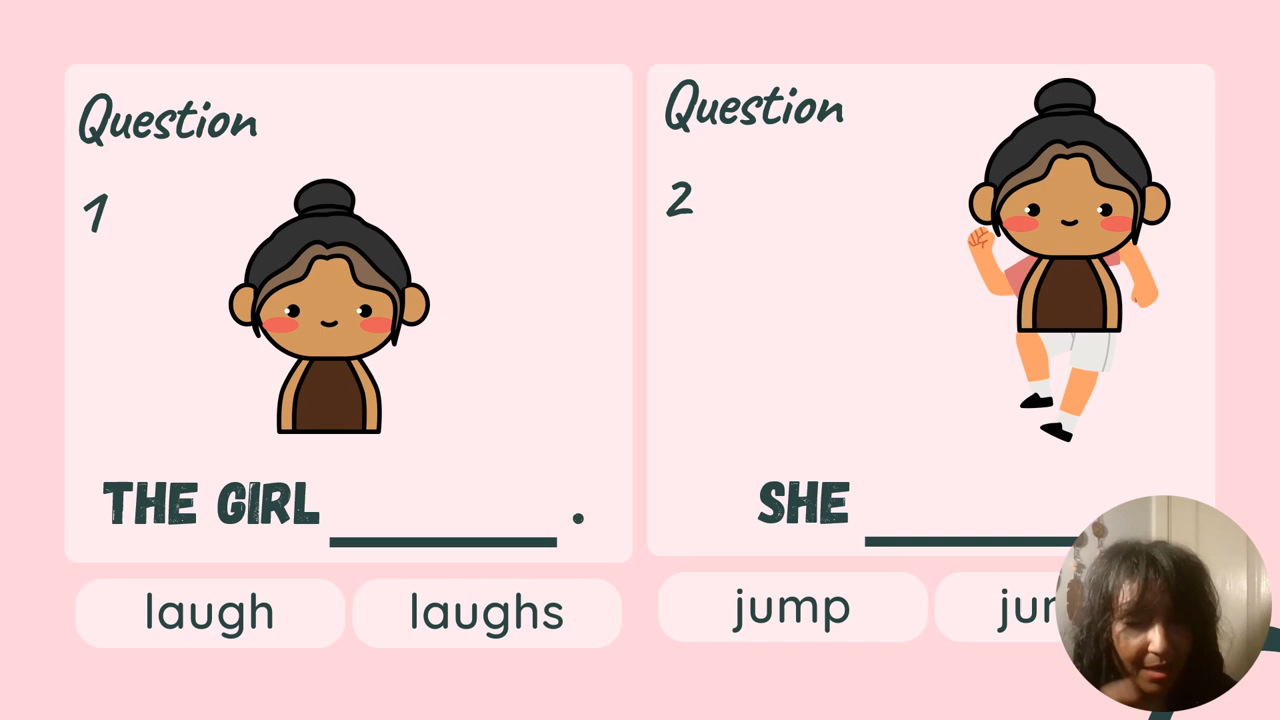 Question
1
THE GIRL ________ .
laugh
laughs
Question
2
SHE ________
jump